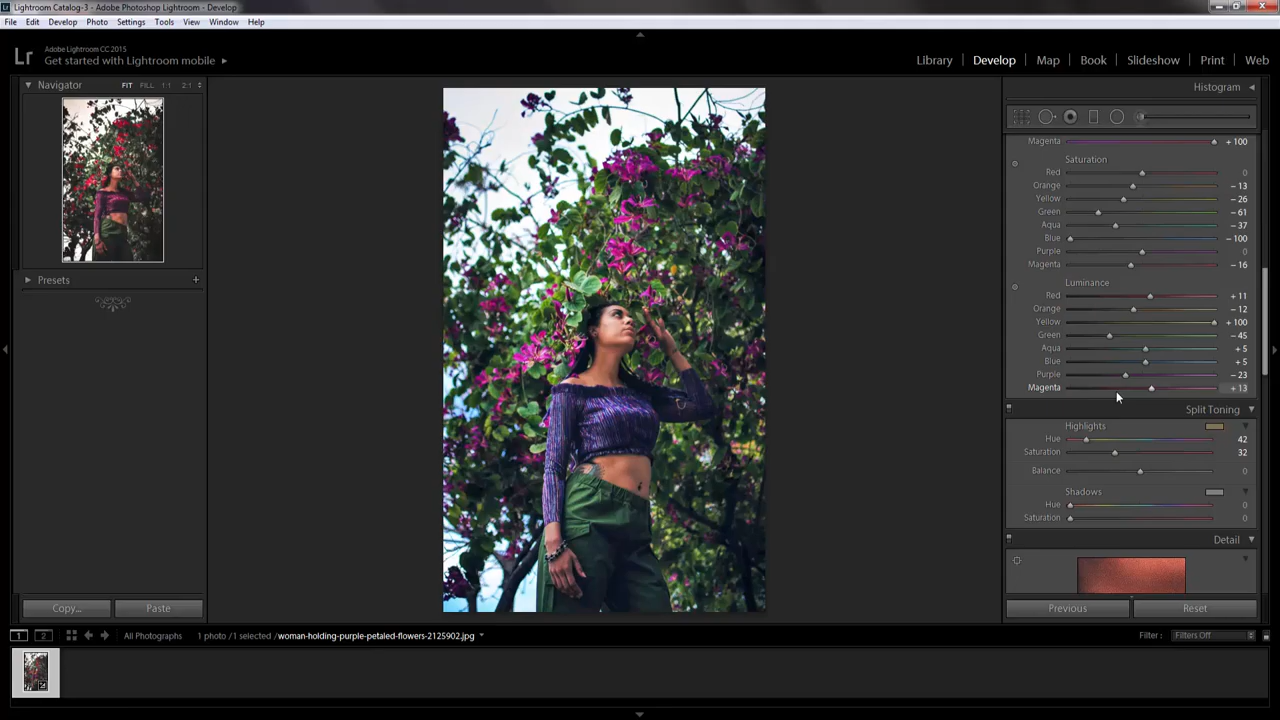 Lightroom Catalog-3 - Adobe Photoshop Lightroom - Develop
File Edit Develop Photo Settings Tools View Window Help
Lr
Adobe Lightroom CC 2015
Get started with Lightroom mobile
Library Develop Map Book Slideshow Print Web
Navigator FIT FILL 1:1 2:1
Presets +
Copy... Paste
Histogram
Magenta +100
Saturation
Red 0
Orange -13
Yellow -26
Green -61
Aqua -37
Blue -100
Purple 0
Magenta -16
Luminance
Red +11
Orange -12
Yellow +100
Green -45
Aqua +5
Blue +5
Purple -23
Magenta +13
Split Toning
Highlights
Hue 42
Saturation 32
Balance 0
Shadows
Hue 0
Saturation 0
Detail
Previous Reset
1 2 All Photographs 1 photo /1 selected /woman-holding-purple-petaled-flowers-2125902.jpg Filter : Filters Off